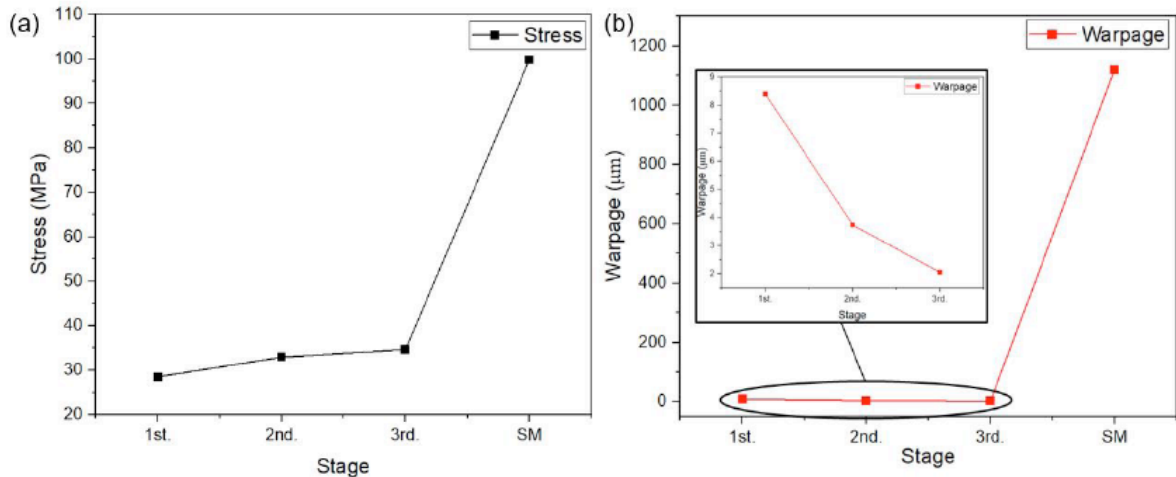 (a)
Stress
110
100
90
80
70
60
50
40
30
20
Stress (MPa)
1st.
2nd.
3rd.
SM
Stage
(b)
Warpage
1200
1000
800
600
400
200
0
Warpage (μm)
Warpage
9
8
7
6
5
4
3
2
Warpage (μm)
1st.
2nd.
3rd.
Stage
1st.
2nd.
3rd.
SM
Stage